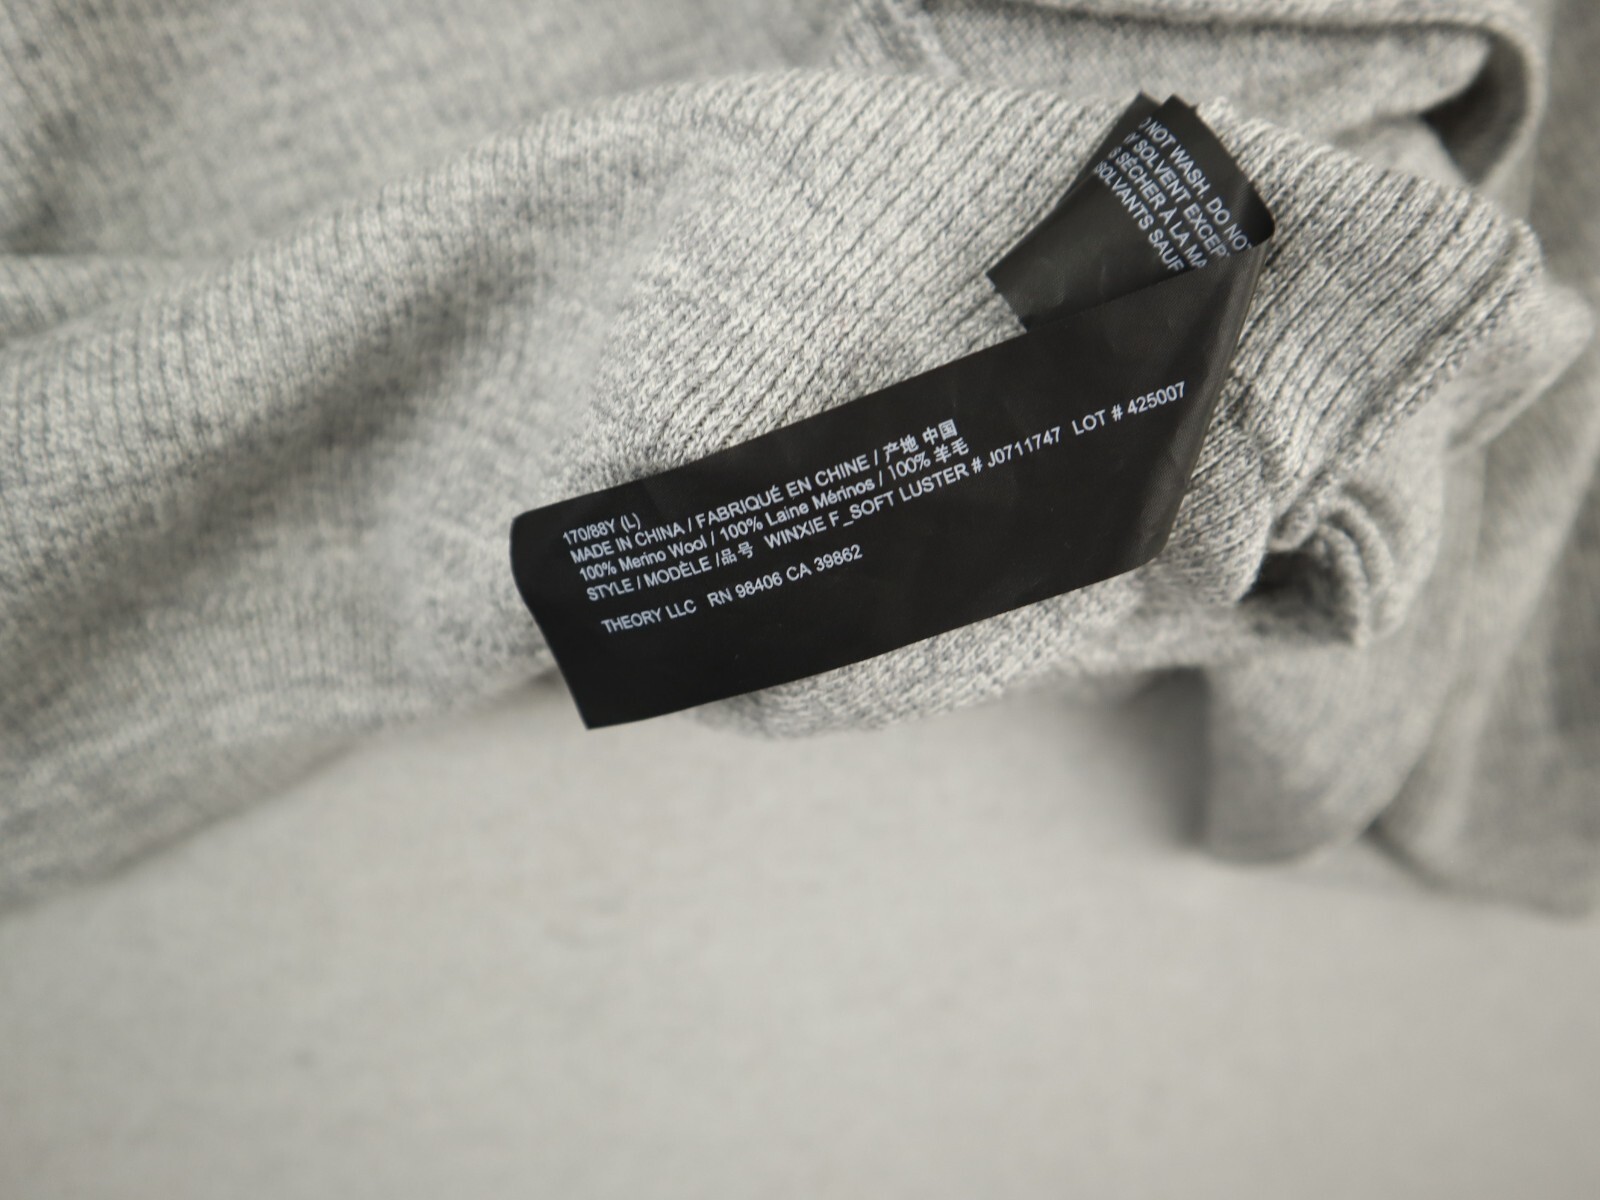 NOT WASH. DO NOT
SOLVENT EXCEP
SÉCHER À LA MA
SOLVANTS SAUF
170/88Y (L)
MADE IN CHINA / FABRIQUÉ EN CHINE / 产地 中国
100% Merino Wool / 100% Laine Mérinos / 100% 羊毛
STYLE / MODÈLE /品号 WINXIE F_SOFT LUSTER # J0711747 LOT # 425007
THEORY LLC RN 98406 CA 39862